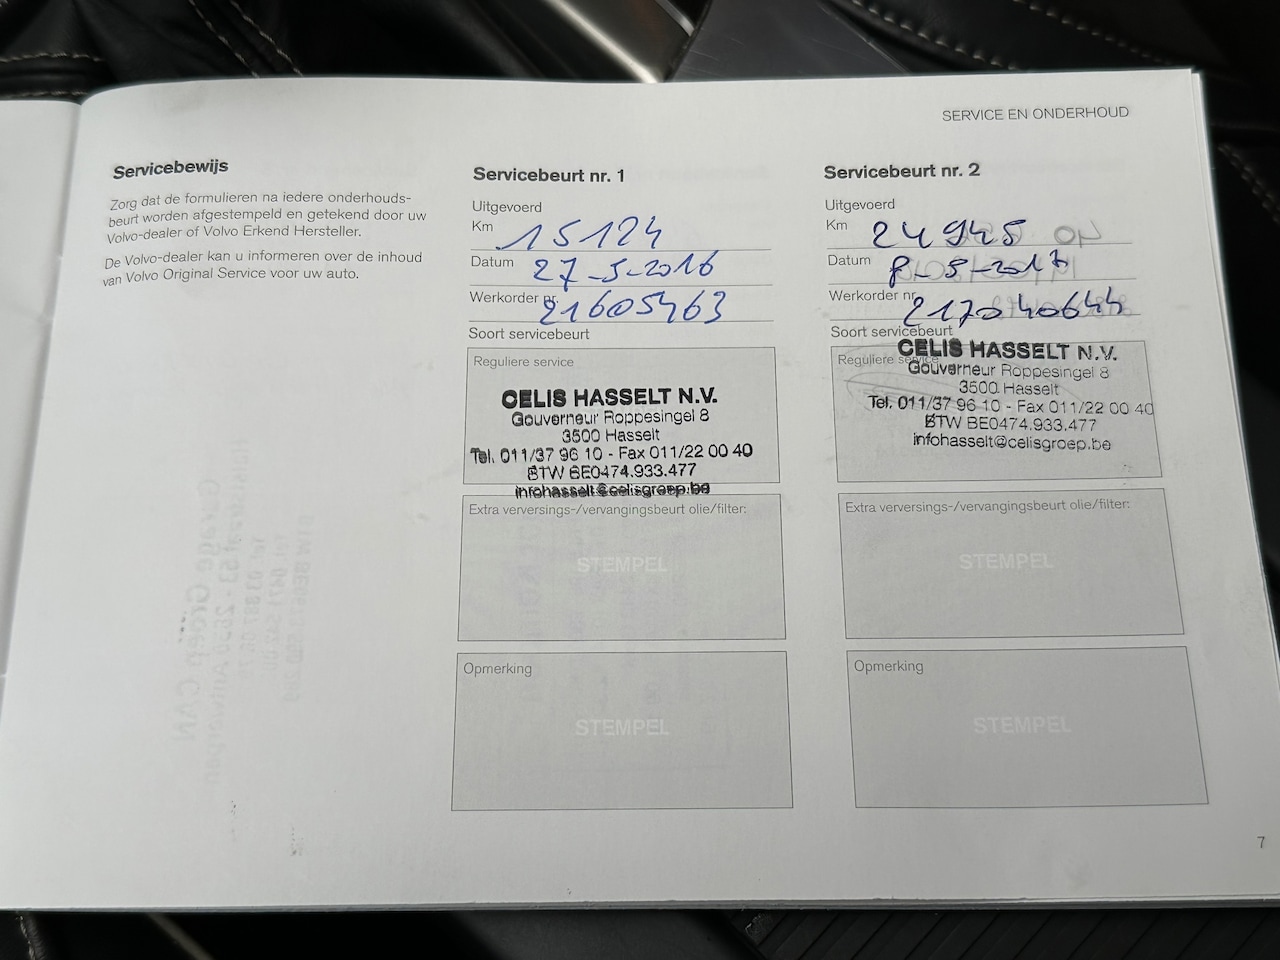 SERVICE EN ONDERHOUD
Servicebewijs
Zorg dat de formulieren na iedere onderhouds-
beurt worden afgestempeld en getekend door uw
Volvo-dealer of Volvo Erkend Hersteller.
De Volvo-dealer kan u informeren over de inhoud
van Volvo Original Service voor uw auto.
Servicebeurt nr. 1
Uitgevoerd
Km 15124
Datum 27-5-2016
Werkorder nr. 21605463
Soort servicebeurt
Reguliere service
CELIS HASSELT N.V.
Gouverneur Roppesingel 8
3500 Hasselt
Tel. 011/37 96 10 - Fax 011/22 00 40
BTW BE0474.933.477
infohasselt@celisgroep.be
Extra verversings-/vervangingsbeurt olie/filter:
STEMPEL
Opmerking
STEMPEL
Servicebeurt nr. 2
Uitgevoerd
Km 24945
Datum 8-5-2017
Werkorder nr. 217040644
Soort servicebeurt
Reguliere service
CELIS HASSELT N.V.
Gouverneur Roppesingel 8
3500 Hasselt
Tel. 011/37 96 10 - Fax 011/22 00 40
BTW BE0474.933.477
infohasselt@celisgroep.be
Extra verversings-/vervangingsbeurt olie/filter:
STEMPEL
Opmerking
STEMPEL
7